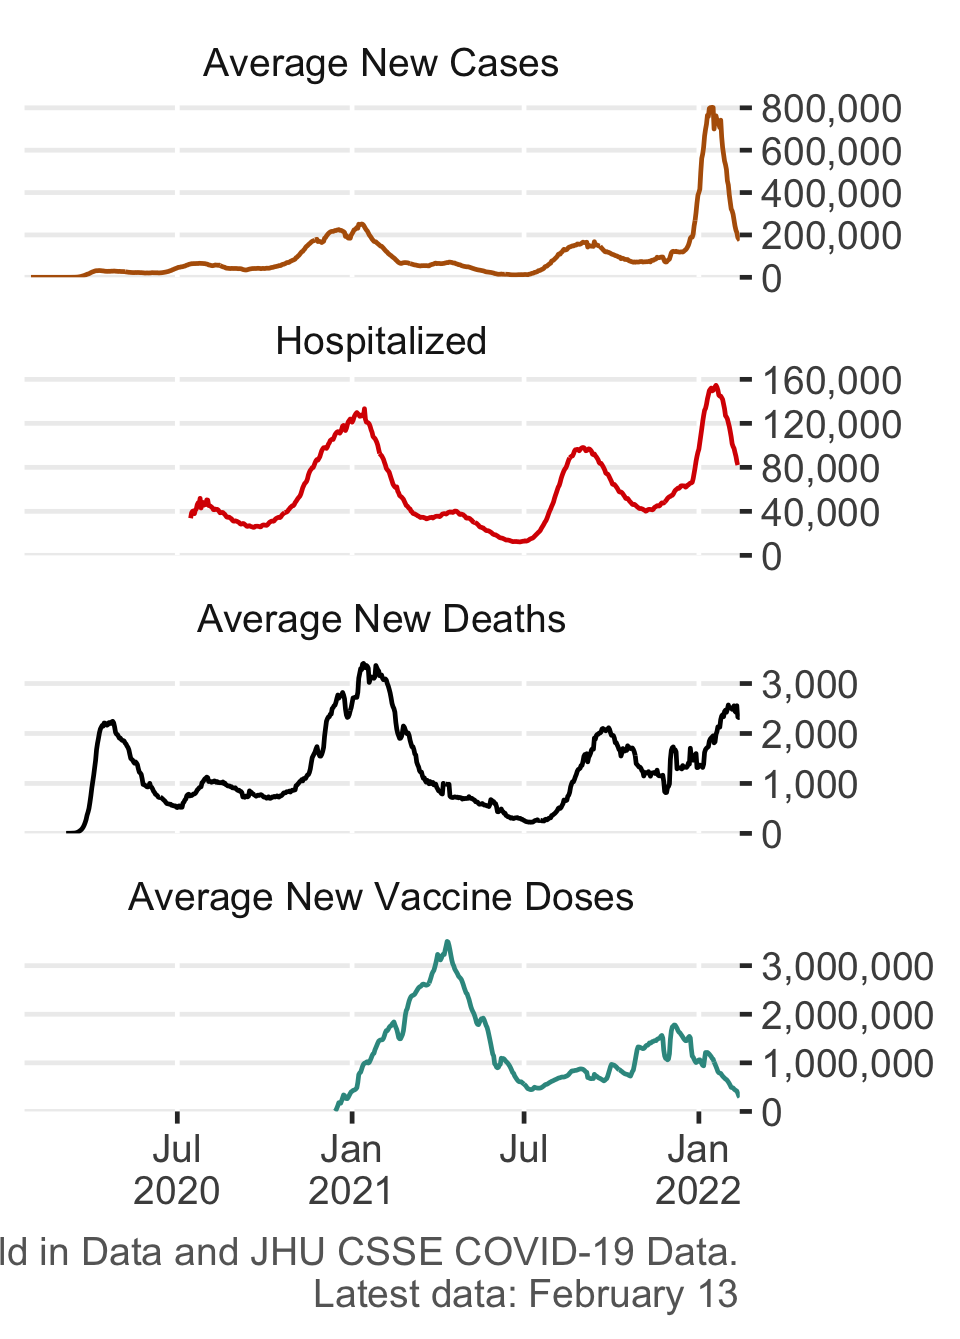 Average New Cases
800,000
600,000
400,000
200,000
0
Hospitalized
160,000
120,000
80,000
40,000
0
Average New Deaths
3,000
2,000
1,000
0
Average New Vaccine Doses
3,000,000
2,000,000
1,000,000
0
Jul Jan Jul Jan
2020 2021 2022
ld in Data and JHU CSSE COVID-19 Data.
Latest data: February 13